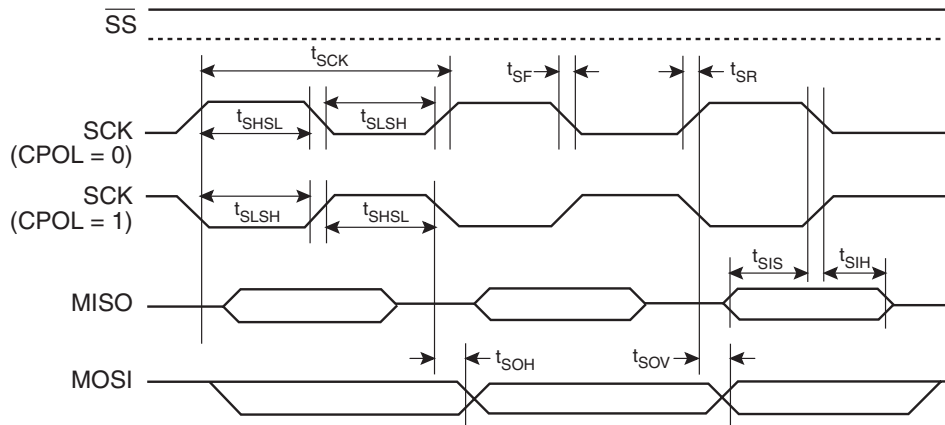 SS
tSCK
tSF
tSR
tSHSL
tSLSH
SCK
(CPOL = 0)
SCK
(CPOL = 1)
tSLSH
tSHSL
tSIS
tSIH
MISO
tSOH
tSOV
MOSI